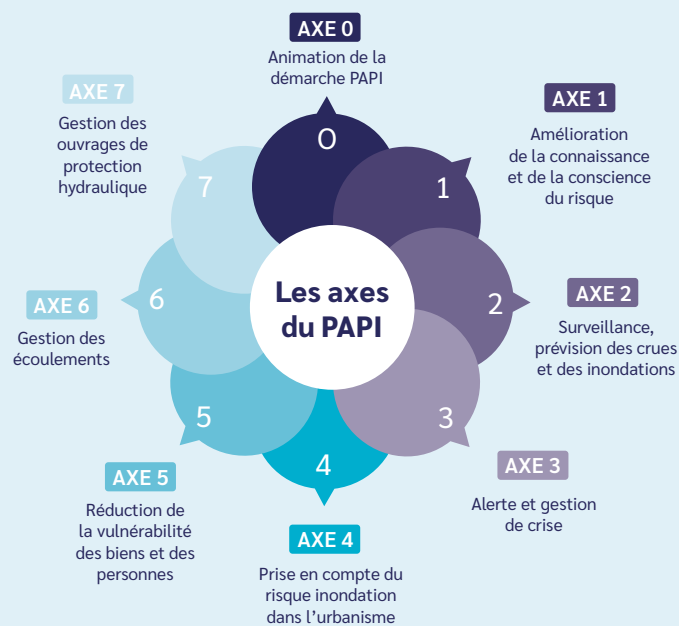 AXE 0
Animation de la
démarche PAPI
AXE 1
Amélioration
de la connaissance
et de la conscience
du risque
AXE 2
Surveillance,
prévision des crues
et des inondations
AXE 3
Alerte et gestion
de crise
AXE 4
Prise en compte du
risque inondation
dans l'urbanisme
AXE 5
Réduction de
la vulnérabilité
des biens et des
personnes
AXE 6
Gestion des
écoulements
AXE 7
Gestion des
ouvrages de
protection
hydraulique
0
1
2
3
4
5
6
7
Les axes
du PAPI